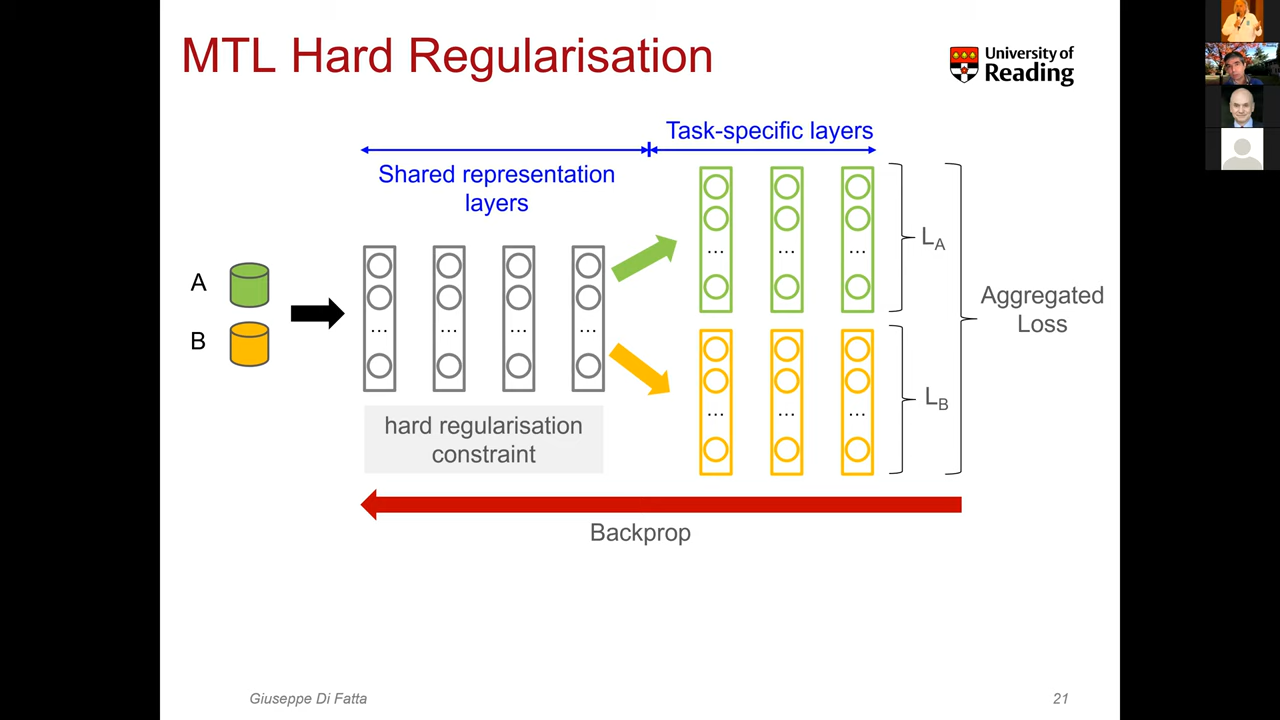 MTL Hard Regularisation
University of
Reading
Task-specific layers
Shared representation
layers
A
B
...
...
...
...
...
...
...
...
...
...
L_A
L_B
Aggregated
Loss
hard regularisation
constraint
Backprop
Giuseppe Di Fatta
21